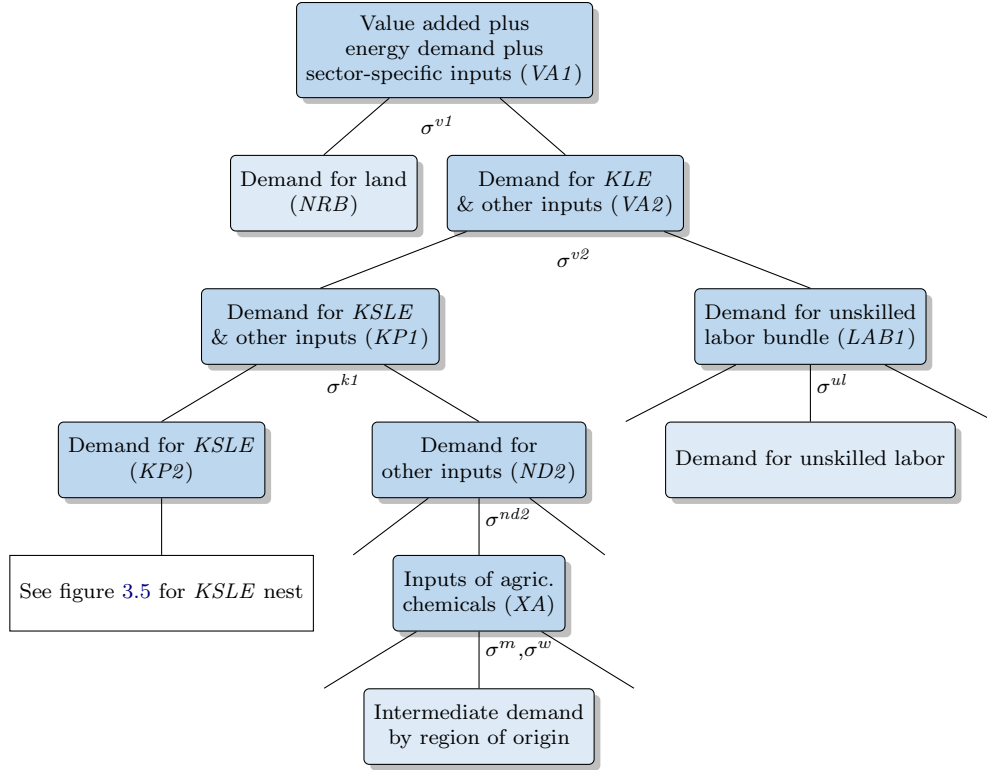 Value added plus
energy demand plus
sector-specific inputs (VA1)
σ^{v1}
Demand for land
(NRB)
Demand for KLE
& other inputs (VA2)
σ^{v2}
Demand for KSLE
& other inputs (KP1)
Demand for unskilled
labor bundle (LAB1)
σ^{k1}
σ^{ul}
Demand for KSLE
(KP2)
Demand for
other inputs (ND2)
Demand for unskilled labor
σ^{nd2}
See figure 3.5 for KSLE nest
Inputs of agric.
chemicals (XA)
σ^{m},σ^{w}
Intermediate demand
by region of origin